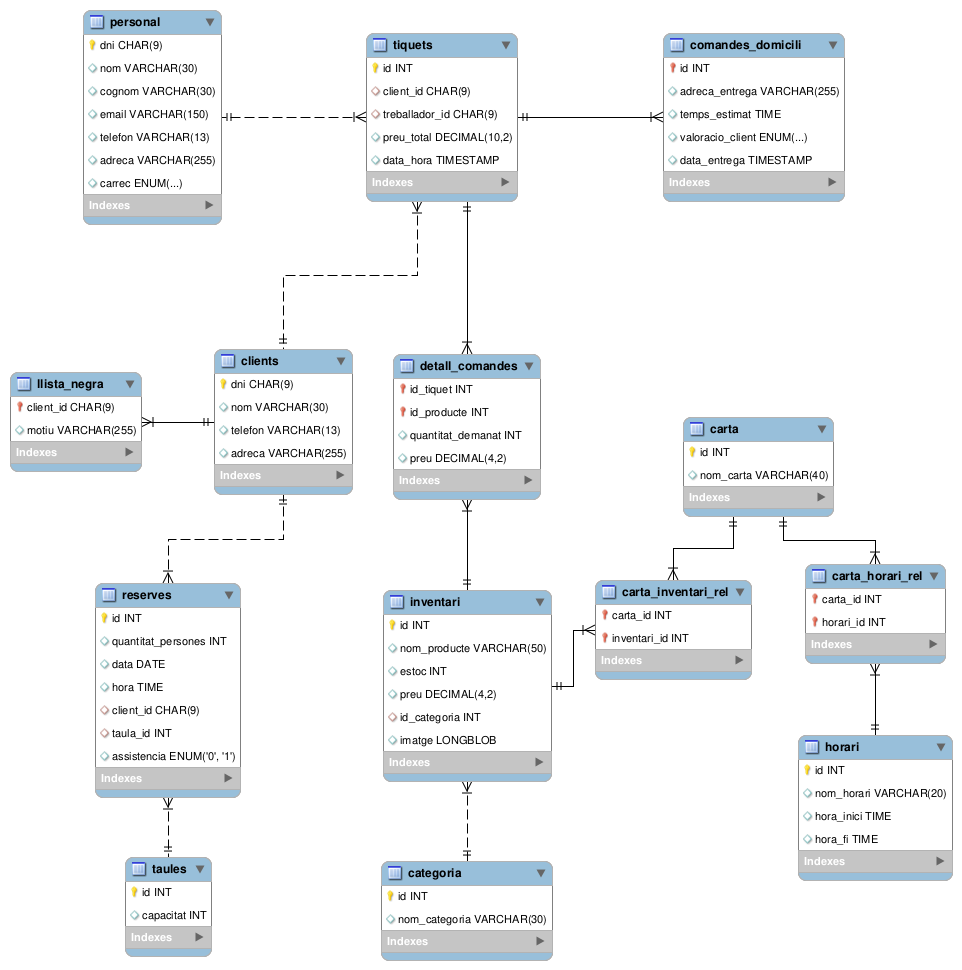 personal
dni CHAR(9)
nom VARCHAR(30)
cognom VARCHAR(30)
email VARCHAR(150)
telefon VARCHAR(13)
adreca VARCHAR(255)
carrec ENUM(...)
Indexes
tiquets
id INT
client_id CHAR(9)
treballador_id CHAR(9)
preu_total DECIMAL(10,2)
data_hora TIMESTAMP
Indexes
comandes_domicili
id INT
adreca_entrega VARCHAR(255)
temps_estimat TIME
valoracio_client ENUM(...)
data_entrega TIMESTAMP
Indexes
llista_negra
client_id CHAR(9)
motiu VARCHAR(255)
Indexes
clients
dni CHAR(9)
nom VARCHAR(30)
telefon VARCHAR(13)
adreca VARCHAR(255)
Indexes
detall_comandes
id_tiquet INT
id_producte INT
quantitat_demanat INT
preu DECIMAL(4,2)
Indexes
carta
id INT
nom_carta VARCHAR(40)
Indexes
reserves
id INT
quantitat_persones INT
data DATE
hora TIME
client_id CHAR(9)
taula_id INT
assistencia ENUM('0', '1')
Indexes
inventari
id INT
nom_producte VARCHAR(50)
estoc INT
preu DECIMAL(4,2)
id_categoria INT
imatge LONGBLOB
Indexes
carta_inventari_rel
carta_id INT
inventari_id INT
Indexes
carta_horari_rel
carta_id INT
horari_id INT
Indexes
horari
id INT
nom_horari VARCHAR(20)
hora_inici TIME
hora_fi TIME
Indexes
taules
id INT
capacitat INT
Indexes
categoria
id INT
nom_categoria VARCHAR(30)
Indexes